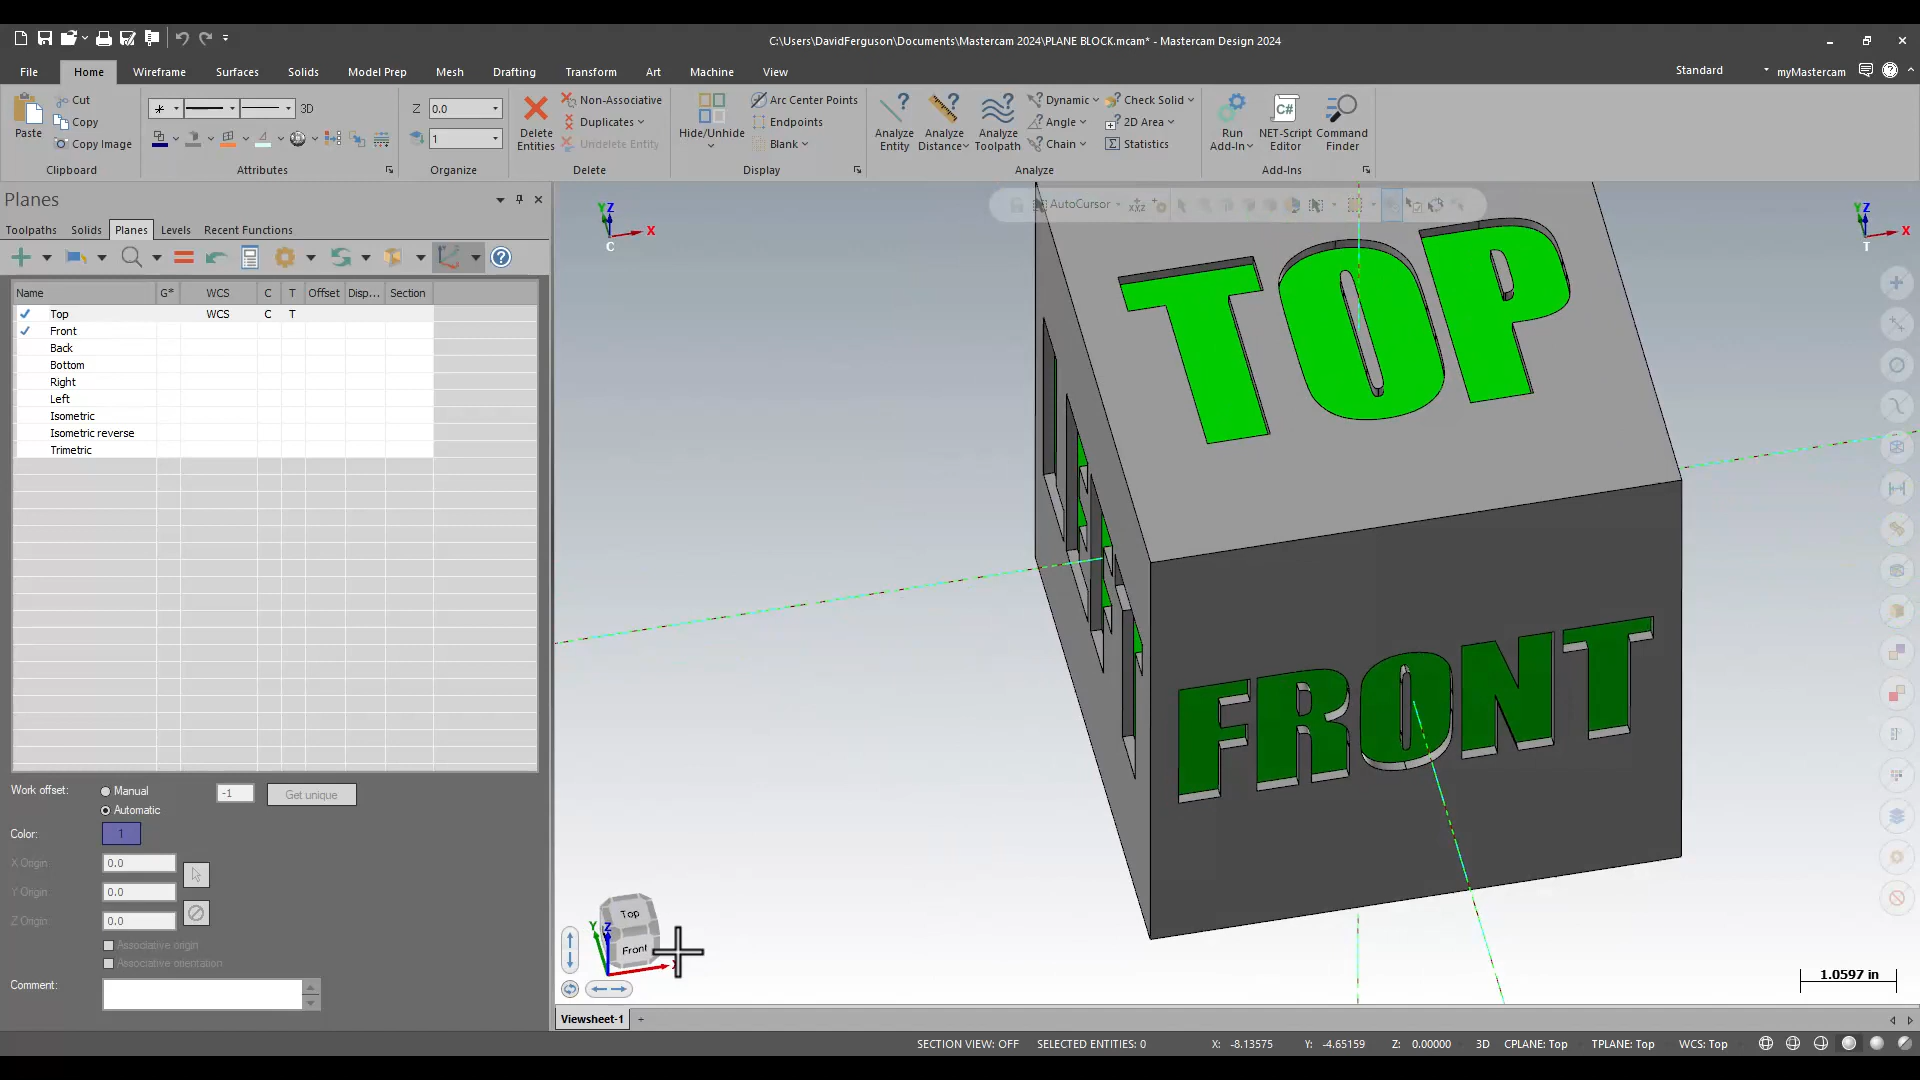 C:\Users\DavidFerguson\Documents\Mastercam 2024\PLANE BLOCK.mcam* - Mastercam Design 2024
File Home Wireframe Surfaces Solids Model Prep Mesh Drafting Transform Art Machine View Standard myMastercam
Paste
Cut
Copy
Copy Image
Clipboard
3D
Attributes
Z 0.0
1
Organize
Delete Entities
Non-Associative
Duplicates
Undelete Entity
Delete
Hide/Unhide
Arc Center Points
Endpoints
Blank
Display
Analyze Entity
Analyze Distance
Analyze Toolpath
Dynamic
Angle
Chain
Check Solid
2D Area
Statistics
Analyze
Run Add-In
C#
NET-Script Editor
Command Finder
Add-Ins
Planes
Toolpaths Solids Planes Levels Recent Functions
Name G* WCS C T Offset Disp... Section
Top WCS C T
Front
Back
Bottom
Right
Left
Isometric
Isometric reverse
Trimetric
Work offset: Manual -1 Get unique
Automatic
Color: 1
X Origin: 0.0
Y Origin: 0.0
Z Origin: 0.0
Associative origin
Associative orientation
Comment:
AutoCursor
Y Z X
C
Y Z X
T
TOP
FRONT
Top
Front
Y Z X
1.0597 in
Viewsheet-1 +
SECTION VIEW: OFF SELECTED ENTITIES: 0 X: -8.13575 Y: -4.65159 Z: 0.00000 3D CPLANE: Top TPLANE: Top WCS: Top